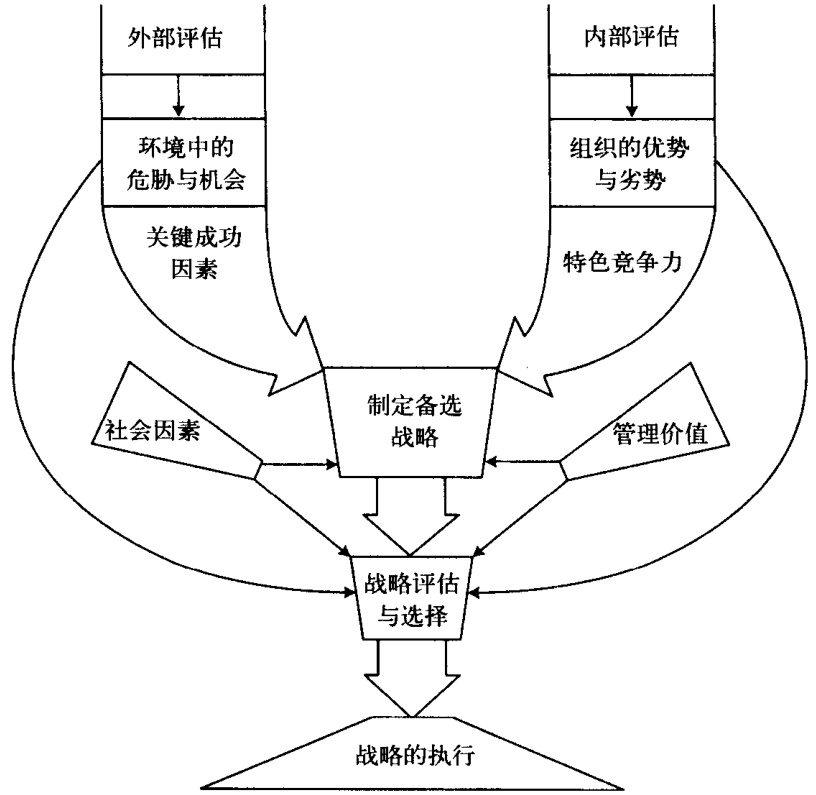 外部评估
内部评估
环境中的
危胁与机会
组织的优势
与劣势
关键成功
因素
特色竞争力
制定备选
战略
社会因素
管理价值
战略评估
与选择
战略的执行